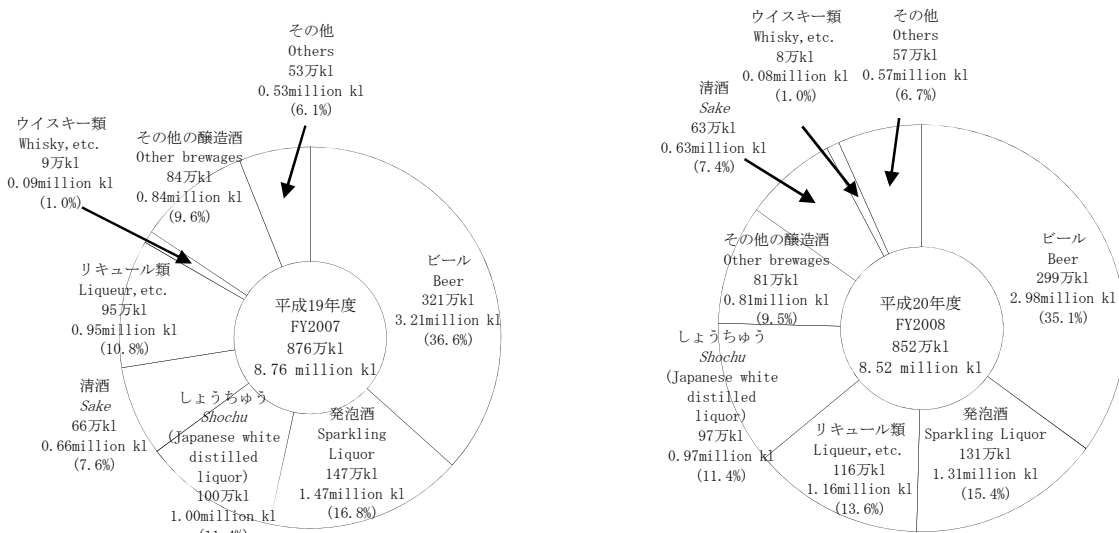 その他
Others
53万kl
0.53million kl
(6.1%)
ウイスキー類
Whisky,etc.
9万kl
0.09million kl
(1.0%)
その他の醸造酒
Other brewages
84万kl
0.84million kl
(9.6%)
リキュール類
Liqueur,etc.
95万kl
0.95million kl
(10.8%)
清酒
Sake
66万kl
0.66million kl
(7.6%)
しょうちゅう
Shochu
(Japanese white
distilled
liquor)
100万kl
1.00million kl
(11.4%)
発泡酒
Sparkling
Liquor
147万kl
1.47million kl
(16.8%)
ビール
Beer
321万kl
3.21million kl
(36.6%)
平成19年度
FY2007
876万kl
8.76 million kl
ウイスキー類
Whisky,etc.
8万kl
0.08million kl
(1.0%)
その他
Others
57万kl
0.57million kl
(6.7%)
清酒
Sake
63万kl
0.63million kl
(7.4%)
その他の醸造酒
Other brewages
81万kl
0.81million kl
(9.5%)
しょうちゅう
Shochu
(Japanese white
distilled
liquor)
97万kl
0.97million kl
(11.4%)
リキュール類
Liqueur,etc.
116万kl
1.16million kl
(13.6%)
発泡酒
Sparkling Liquor
131万kl
1.31million kl
(15.4%)
ビール
Beer
299万kl
2.98million kl
(35.1%)
平成20年度
FY2008
852万kl
8.52 million kl